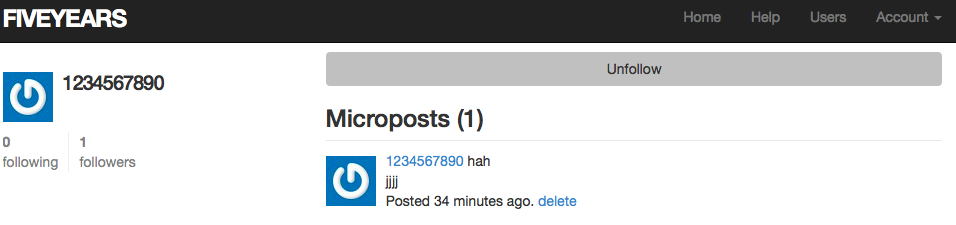 FIVEYEARS
Home Help Users Account
1234567890
0 following
1 followers
Unfollow
Microposts (1)
1234567890 hah
jjjj
Posted 34 minutes ago. delete